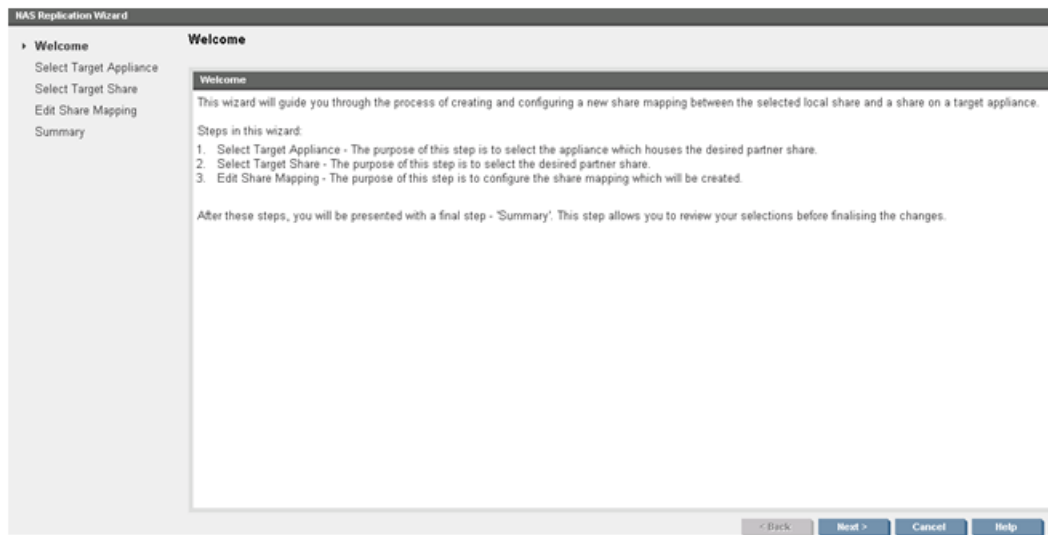 NAS Replication Wizard
Welcome
Select Target Appliance
Select Target Share
Edit Share Mapping
Summary
Welcome
Welcome
This wizard will guide you through the process of creating and configuring a new share mapping between the selected local share and a share on a target appliance.
Steps in this wizard:
1. Select Target Appliance - The purpose of this step is to select the appliance which houses the desired partner share.
2. Select Target Share - The purpose of this step is to select the desired partner share.
3. Edit Share Mapping - The purpose of this step is to configure the share mapping which will be created.
After these steps, you will be presented with a final step - 'Summary'. This step allows you to review your selections before finalising the changes.
< Back Next > Cancel Help